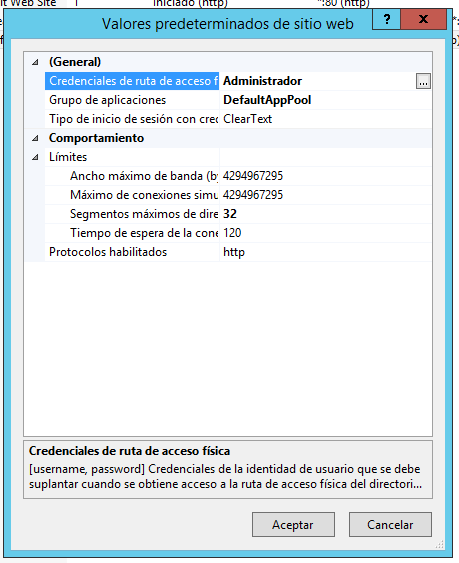 Web Site
Iniciado (http)
*:80 (http)
Valores predeterminados de sitio web
?
(General)
Credenciales de ruta de acceso f Administrador ...
Grupo de aplicaciones DefaultAppPool
Tipo de inicio de sesión con cred ClearText
Comportamiento
Límites
Ancho máximo de banda (by 4294967295
Máximo de conexiones simu 4294967295
Segmentos máximos de dire 32
Tiempo de espera de la cone 120
Protocolos habilitados http
Credenciales de ruta de acceso física
[username, password] Credenciales de la identidad de usuario que se debe
suplantar cuando se obtiene acceso a la ruta de acceso física del directori...
Aceptar Cancelar